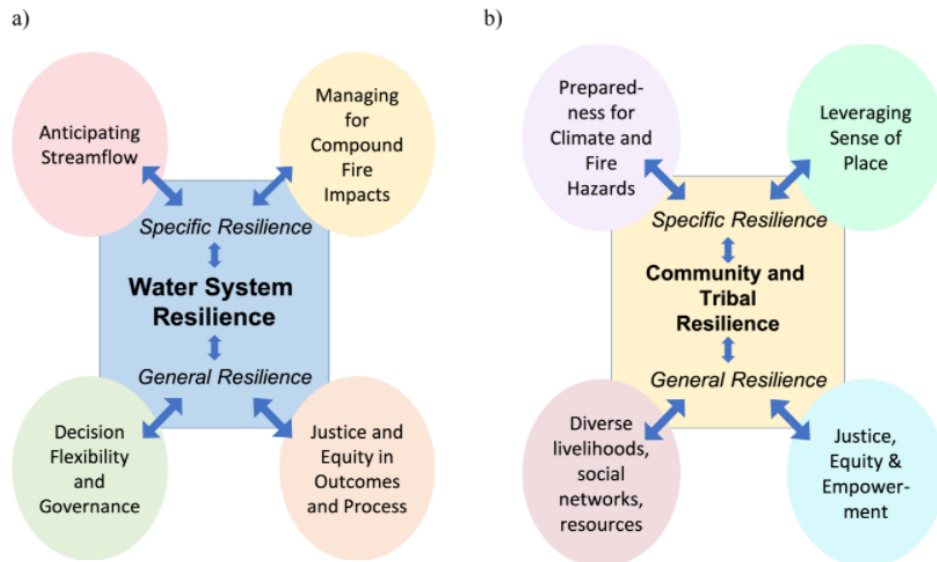 a)
Anticipating
Streamflow
Managing
for
Compound
Fire
Impacts
Specific Resilience
Water System
Resilience
General Resilience
Decision
Flexibility
and
Governance
Justice and
Equity in
Outcomes
and Process
b)
Prepared-
ness for
Climate and
Fire
Hazards
Leveraging
Sense of
Place
Specific Resilience
Community and
Tribal
Resilience
General Resilience
Diverse
livelihoods,
social
networks,
resources
Justice,
Equity &
Empower-
ment